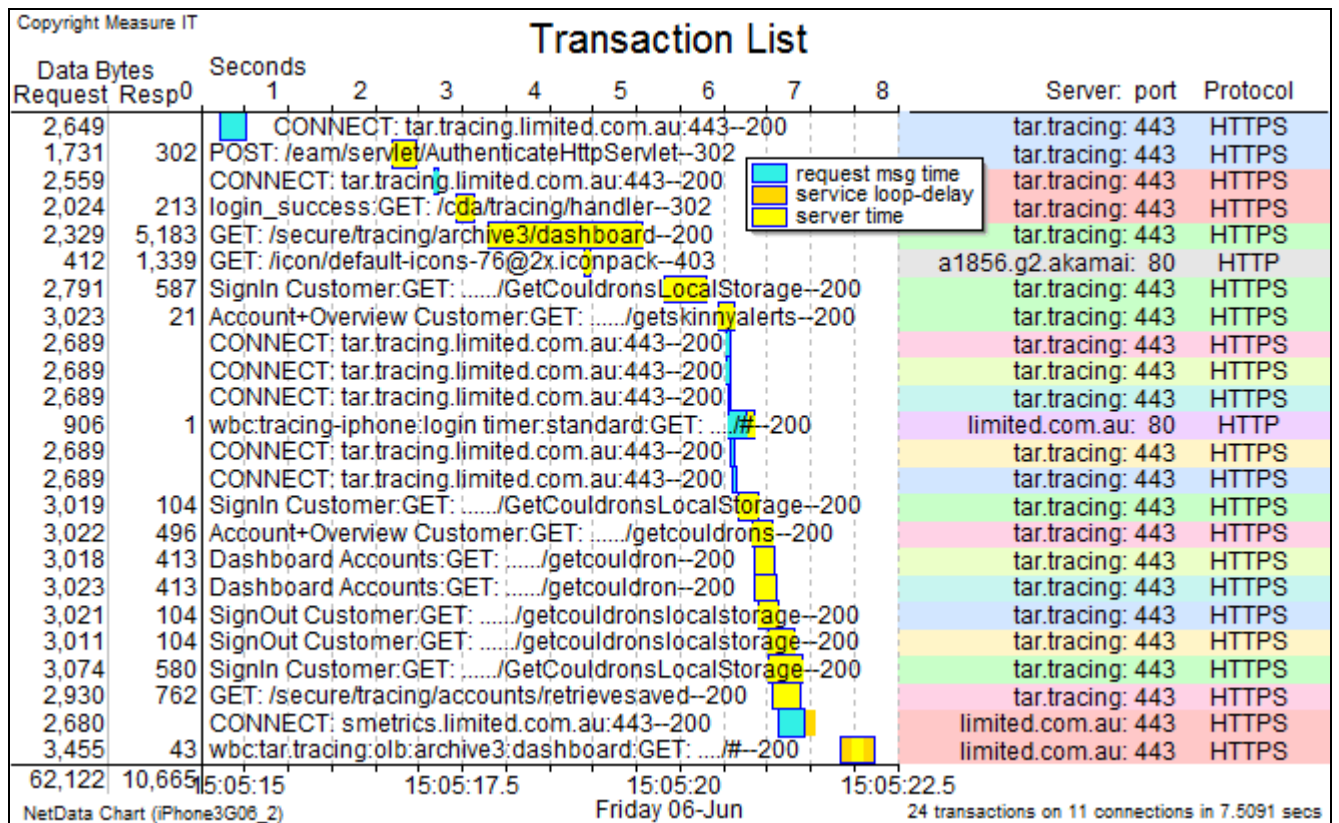 Copyright Measure IT
Transaction List
Data Bytes Seconds
Request Resp 0 1 2 3 4 5 6 7 8 Server: port Protocol
2,649 CONNECT: tar.tracing.limited.com.au:443--200 tar.tracing: 443 HTTPS
1,731 302 POST: /eam/servlet/AuthenticateHttpServlet--302 tar.tracing: 443 HTTPS
2,559 CONNECT: tar.tracing.limited.com.au:443--200 tar.tracing: 443 HTTPS
2,024 213 login_success:GET: /cda/tracing/handler--302 tar.tracing: 443 HTTPS
2,329 5,183 GET: /secure/tracing/archive3/dashboard--200 tar.tracing: 443 HTTPS
412 1,339 GET: /icon/default-icons-76@2x.iconpack--403 a1856.g2.akamai: 80 HTTP
2,791 587 SignIn Customer:GET: ....../GetCouldronsLocalStorage--200 tar.tracing: 443 HTTPS
3,023 21 Account+Overview Customer:GET: ....../getskinnyalerts--200 tar.tracing: 443 HTTPS
2,689 CONNECT: tar.tracing.limited.com.au:443--200 tar.tracing: 443 HTTPS
2,689 CONNECT: tar.tracing.limited.com.au:443--200 tar.tracing: 443 HTTPS
2,689 CONNECT: tar.tracing.limited.com.au:443--200 tar.tracing: 443 HTTPS
906 1 wbc:tracing-iphone:login timer:standard:GET: ..../#--200 limited.com.au: 80 HTTP
2,689 CONNECT: tar.tracing.limited.com.au:443--200 tar.tracing: 443 HTTPS
2,689 CONNECT: tar.tracing.limited.com.au:443--200 tar.tracing: 443 HTTPS
3,019 104 SignIn Customer:GET: ....../GetCouldronsLocalStorage--200 tar.tracing: 443 HTTPS
3,022 496 Account+Overview Customer:GET: ....../getcouldrons--200 tar.tracing: 443 HTTPS
3,018 413 Dashboard Accounts:GET: ....../getcouldron--200 tar.tracing: 443 HTTPS
3,023 413 Dashboard Accounts:GET: ....../getcouldron--200 tar.tracing: 443 HTTPS
3,021 104 SignOut Customer:GET: ....../getcouldronslocalstorage--200 tar.tracing: 443 HTTPS
3,011 104 SignOut Customer:GET: ....../getcouldronslocalstorage--200 tar.tracing: 443 HTTPS
3,074 580 SignIn Customer:GET: ....../GetCouldronsLocalStorage--200 tar.tracing: 443 HTTPS
2,930 762 GET: /secure/tracing/accounts/retrievesaved--200 tar.tracing: 443 HTTPS
2,680 CONNECT: smetrics.limited.com.au:443--200 limited.com.au: 443 HTTPS
3,455 43 wbc:tar.tracing:olb:archive3:dashboard:GET: ..../#--200 limited.com.au: 443 HTTPS
request msg time
service loop-delay
server time
62,122 10,665 15:05:15 15:05:17.5 15:05:20 15:05:22.5
NetData Chart (iPhone3G06_2) Friday 06-Jun 24 transactions on 11 connections in 7.5091 secs